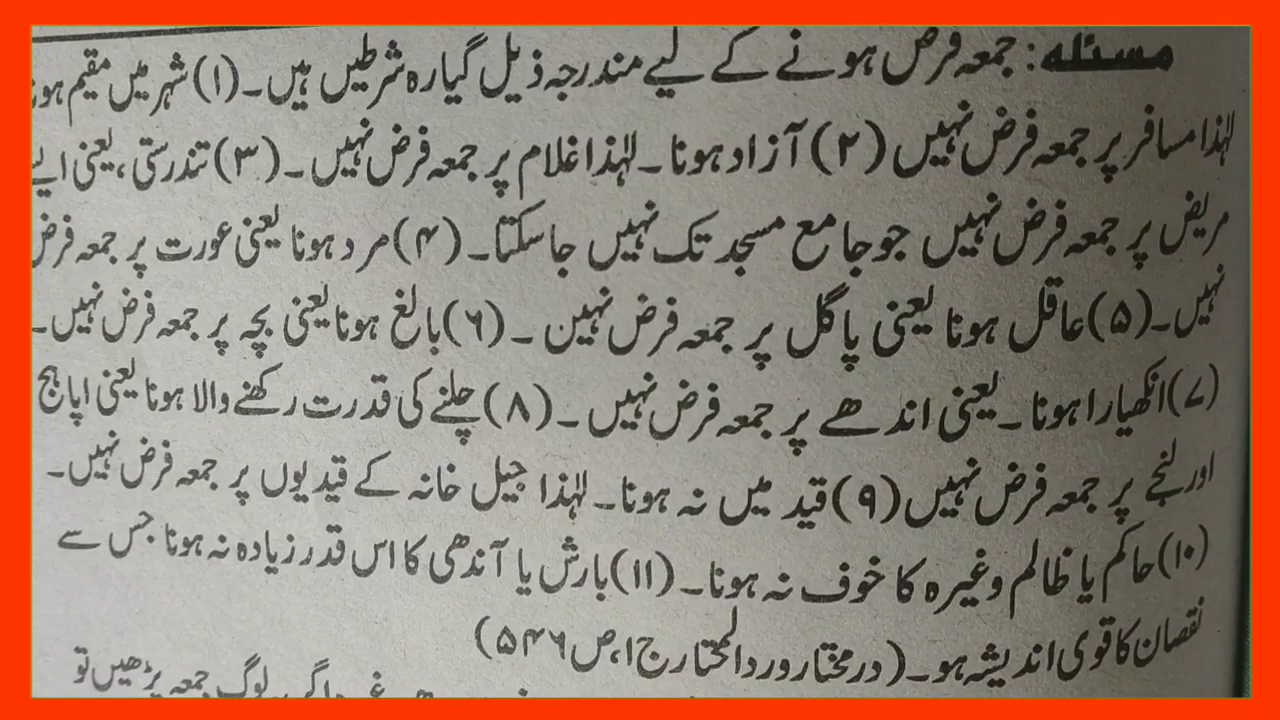 مسئلہ: جمعہ فرض ہونے کے لیے مندرجہ ذیل گیارہ شرطیں ہیں۔ (۱) شہر میں مقیم ہونا
لہٰذا مسافر پر جمعہ فرض نہیں (۲) آزاد ہونا۔ لہٰذا غلام پر جمعہ فرض نہیں۔ (۳) تندرستی، یعنی ایسے
مریض پر جمعہ فرض نہیں جو جامع مسجد تک نہیں جا سکتا۔ (۴) مرد ہونا یعنی عورت پر جمعہ فرض
نہیں۔ (۵) عاقل ہونا یعنی پاگل پر جمعہ فرض نہین۔ (۶) بالغ ہونا یعنی بچہ پر جمعہ فرض نہیں۔
(۷) انکھیارا ہونا۔ یعنی اندھے پر جمعہ فرض نہیں۔ (۸) چلنے کی قدرت رکھنے والا ہونا یعنی اپاہج
اور لنجے پر جمعہ فرض نہیں (۹) قید میں نہ ہونا۔ لہٰذا جیل خانہ کے قیدیوں پر جمعہ فرض نہیں۔
(۱۰) حاکم یا ظالم وغیرہ کا خوف نہ ہونا۔ (۱۱) بارش یا آندھی کا اس قدر زیادہ نہ ہونا جس سے
نقصان کا قوی اندیشہ ہو۔ (درمختار وردالمحتار ج۱، ص۵۴۶)
لوگ جمعہ پڑھیں تو